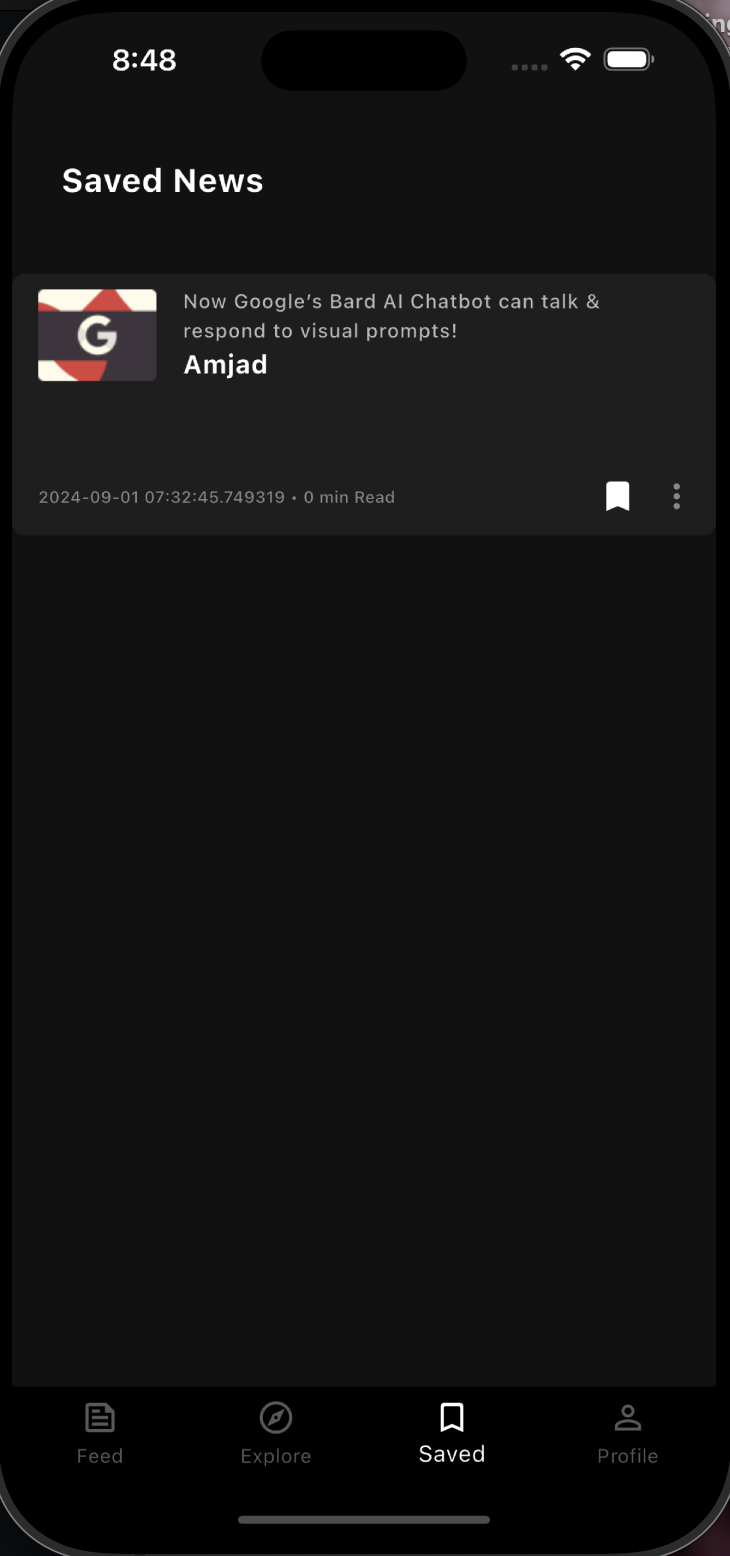 ing
8:48
Saved News
Now Google’s Bard AI Chatbot can talk &
respond to visual prompts!
Amjad
G
2024-09-01 07:32:45.749319 • 0 min Read
Feed
Explore
Saved
Profile